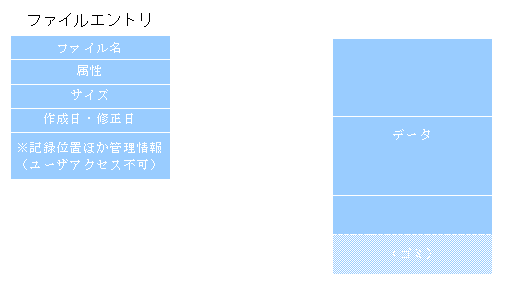 ファイルエントリ
ファイル名
属性
サイズ
作成日・修正日
※記録位置ほか管理情報
（ユーザアクセス不可）
データ
（ゴミ）